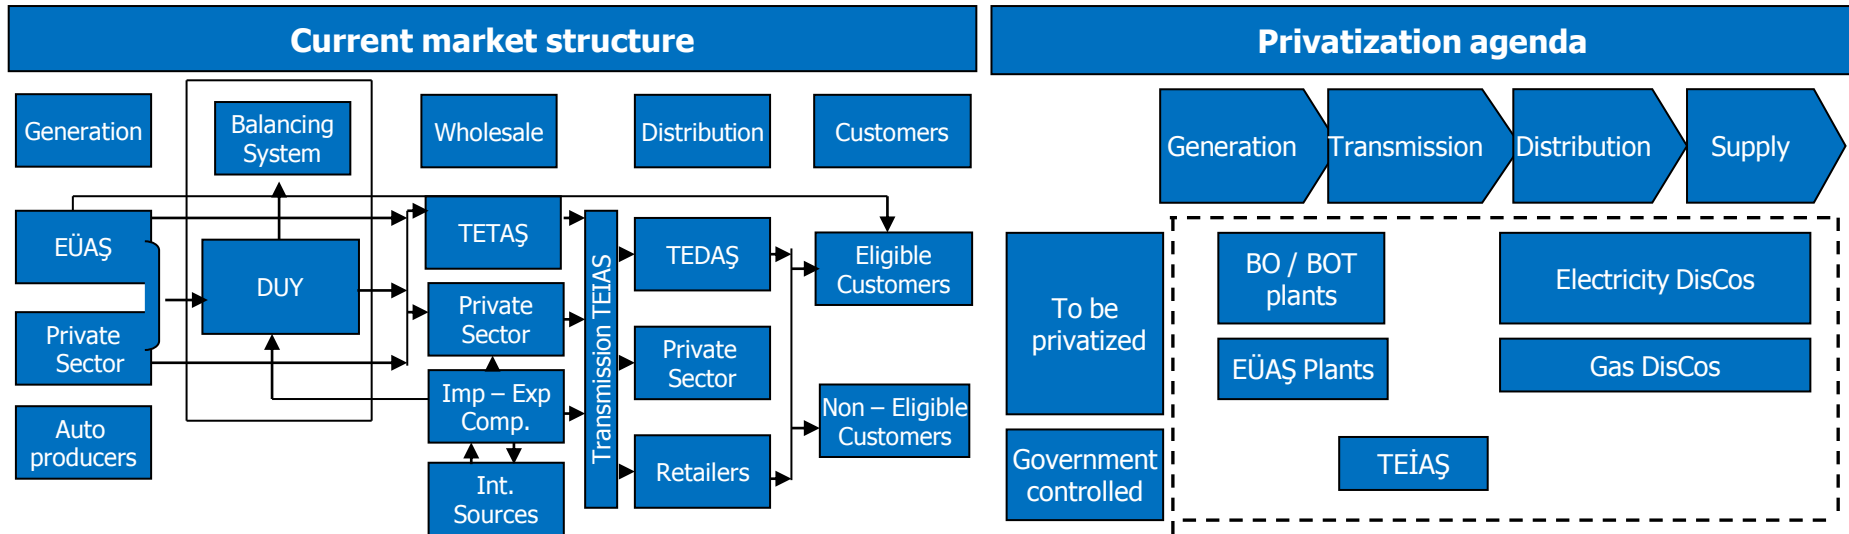 Current market structure
Privatization agenda
Generation
Balancing
System
Wholesale
Distribution
Customers
EÜAŞ
Private
Sector
Auto
producers
DUY
TETAŞ
Private
Sector
Imp – Exp
Comp.
Int.
Sources
Transmission TEIAS
TEDAŞ
Private
Sector
Retailers
Eligible
Customers
Non – Eligible
Customers
Generation
Transmission
Distribution
Supply
To be
privatized
BO / BOT
plants
Electricity DisCos
EÜAŞ Plants
Gas DisCos
Government
controlled
TEİAŞ